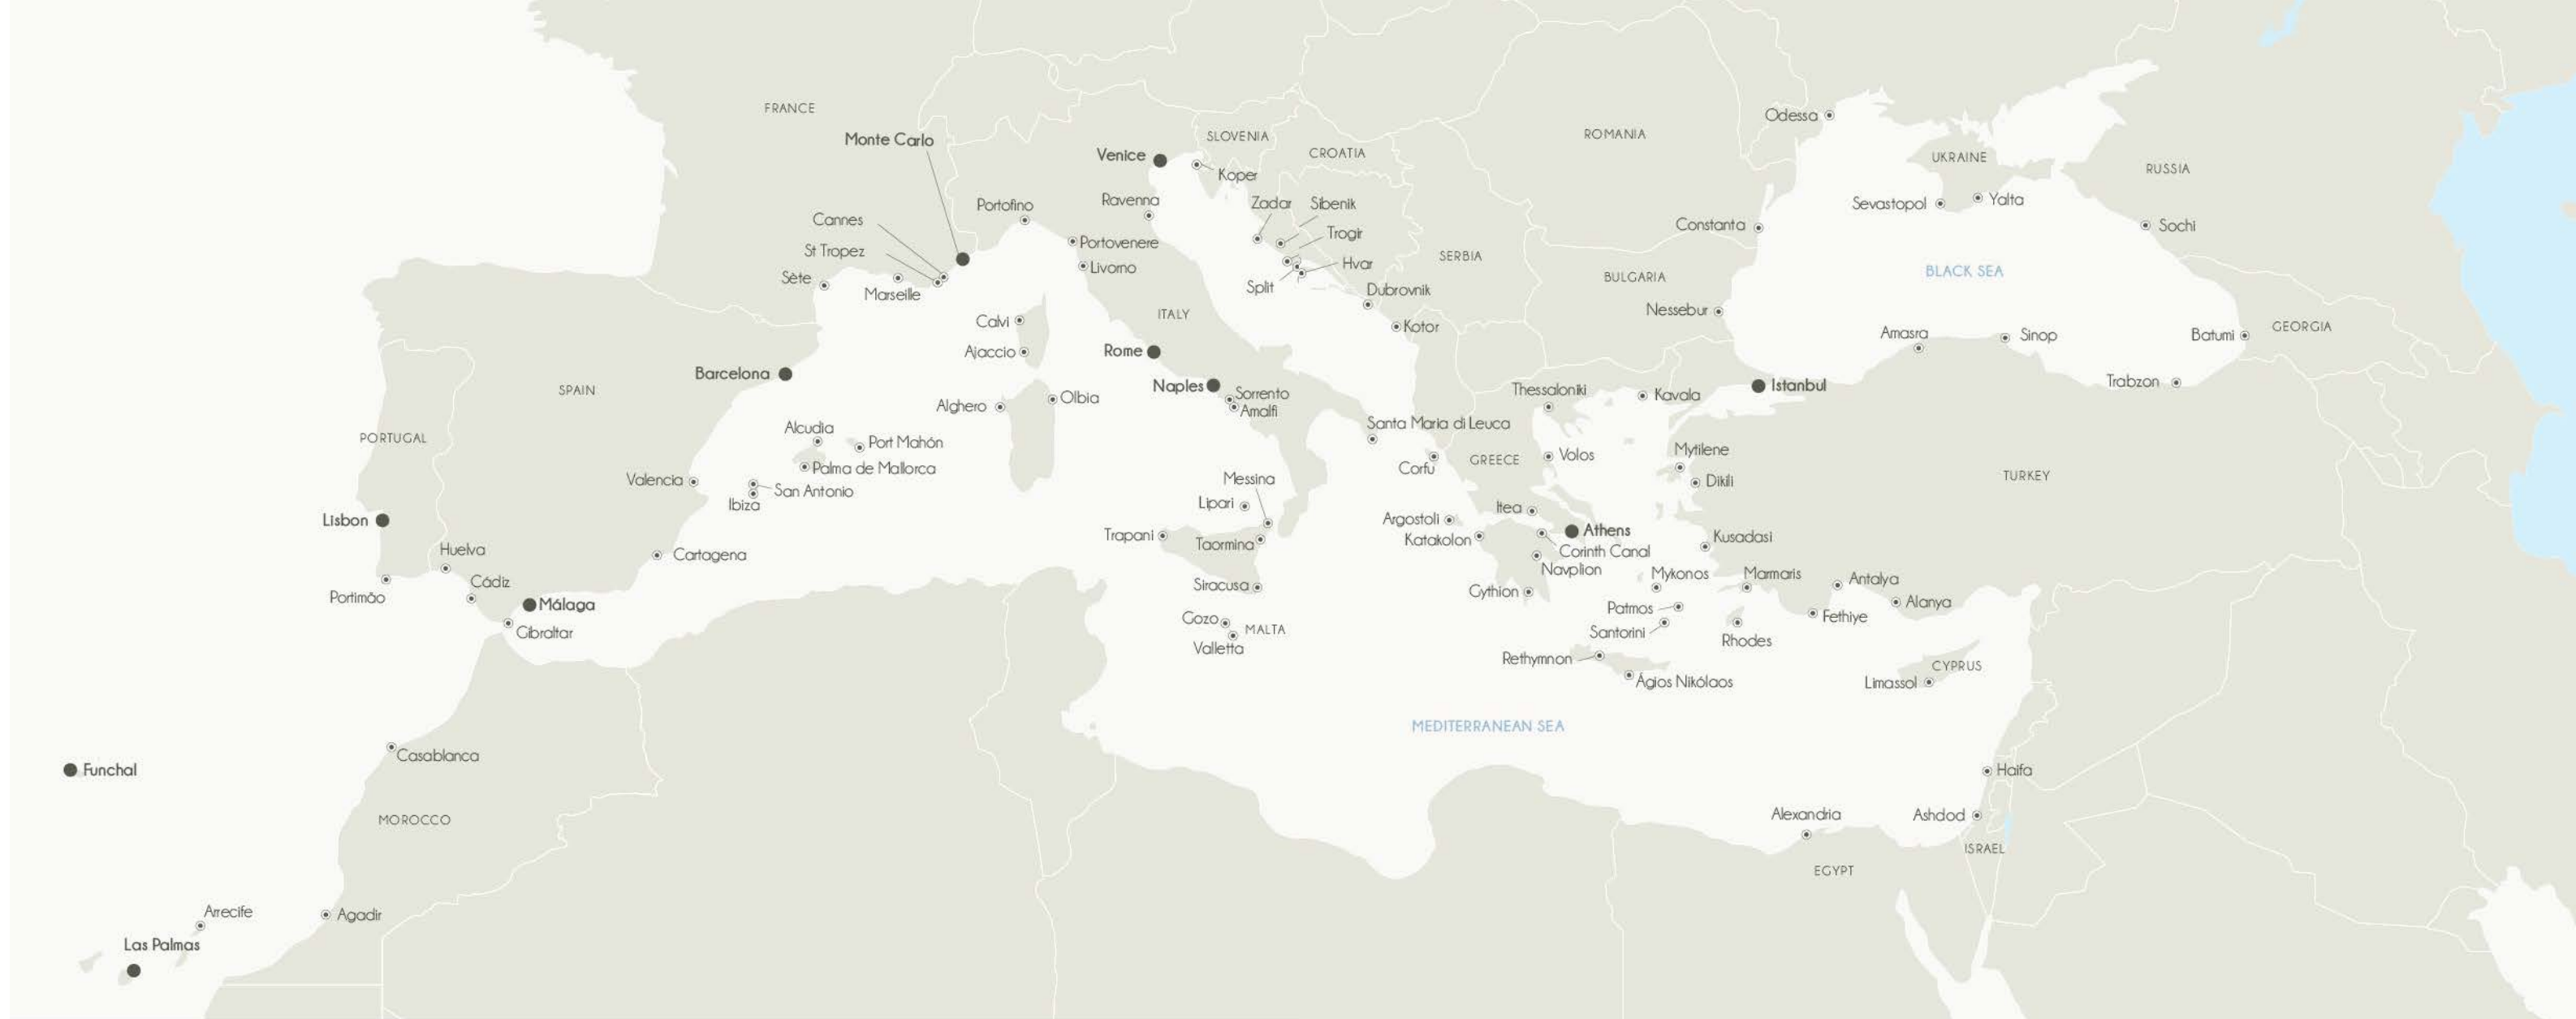 FRANCE
Monte Carlo
Venice
SLOVENIA
CROATIA
Koper
ROMANIA
Odessa
UKRAINE
RUSSIA
Portofino
Ravenna
Zadar
Sibenik
Sevastopol
Yalta
Cannes
Trogir
Constanta
Sochi
St Tropez
Portovenere
Hvar
SERBIA
Livorno
BULGARIA
BLACK SEA
Sète
Marseille
Split
Dubrovnik
Calvi
ITALY
Kotor
Nessebur
Amasra
Sinop
Batumi
GEORGIA
Ajaccio
Rome
Barcelona
Naples
Sorrento
Thessaloniki
Kavala
Istanbul
Trabzon
SPAIN
Alghero
Olbia
Amalfi
Santa Maria di Leuca
PORTUGAL
Alcudia
Port Mahón
Palma de Mallorca
Corfu
GREECE
Volos
Mytilene
Dikili
TURKEY
Valencia
San Antonio
Ibiza
Messina
Lipari
Itea
Lisbon
Trapani
Taormina
Argostoli
Katakolon
Athens
Corinth Canal
Kusadasi
Huelva
Cartagena
Navplion
Cádiz
Siracusa
Gythion
Mykonos
Marmaris
Antalya
Portimão
Málaga
Patmos
Fethiye
Alanya
Gibraltar
Gozo
MALTA
Valletta
Santorini
Rhodes
Rethymnon
Ágios Nikólaos
CYPRUS
Limassol
MEDITERRANEAN SEA
Casablanca
Funchal
Haifa
MOROCCO
Alexandria
Ashdod
ISRAEL
EGYPT
Arrecife
Agadir
Las Palmas